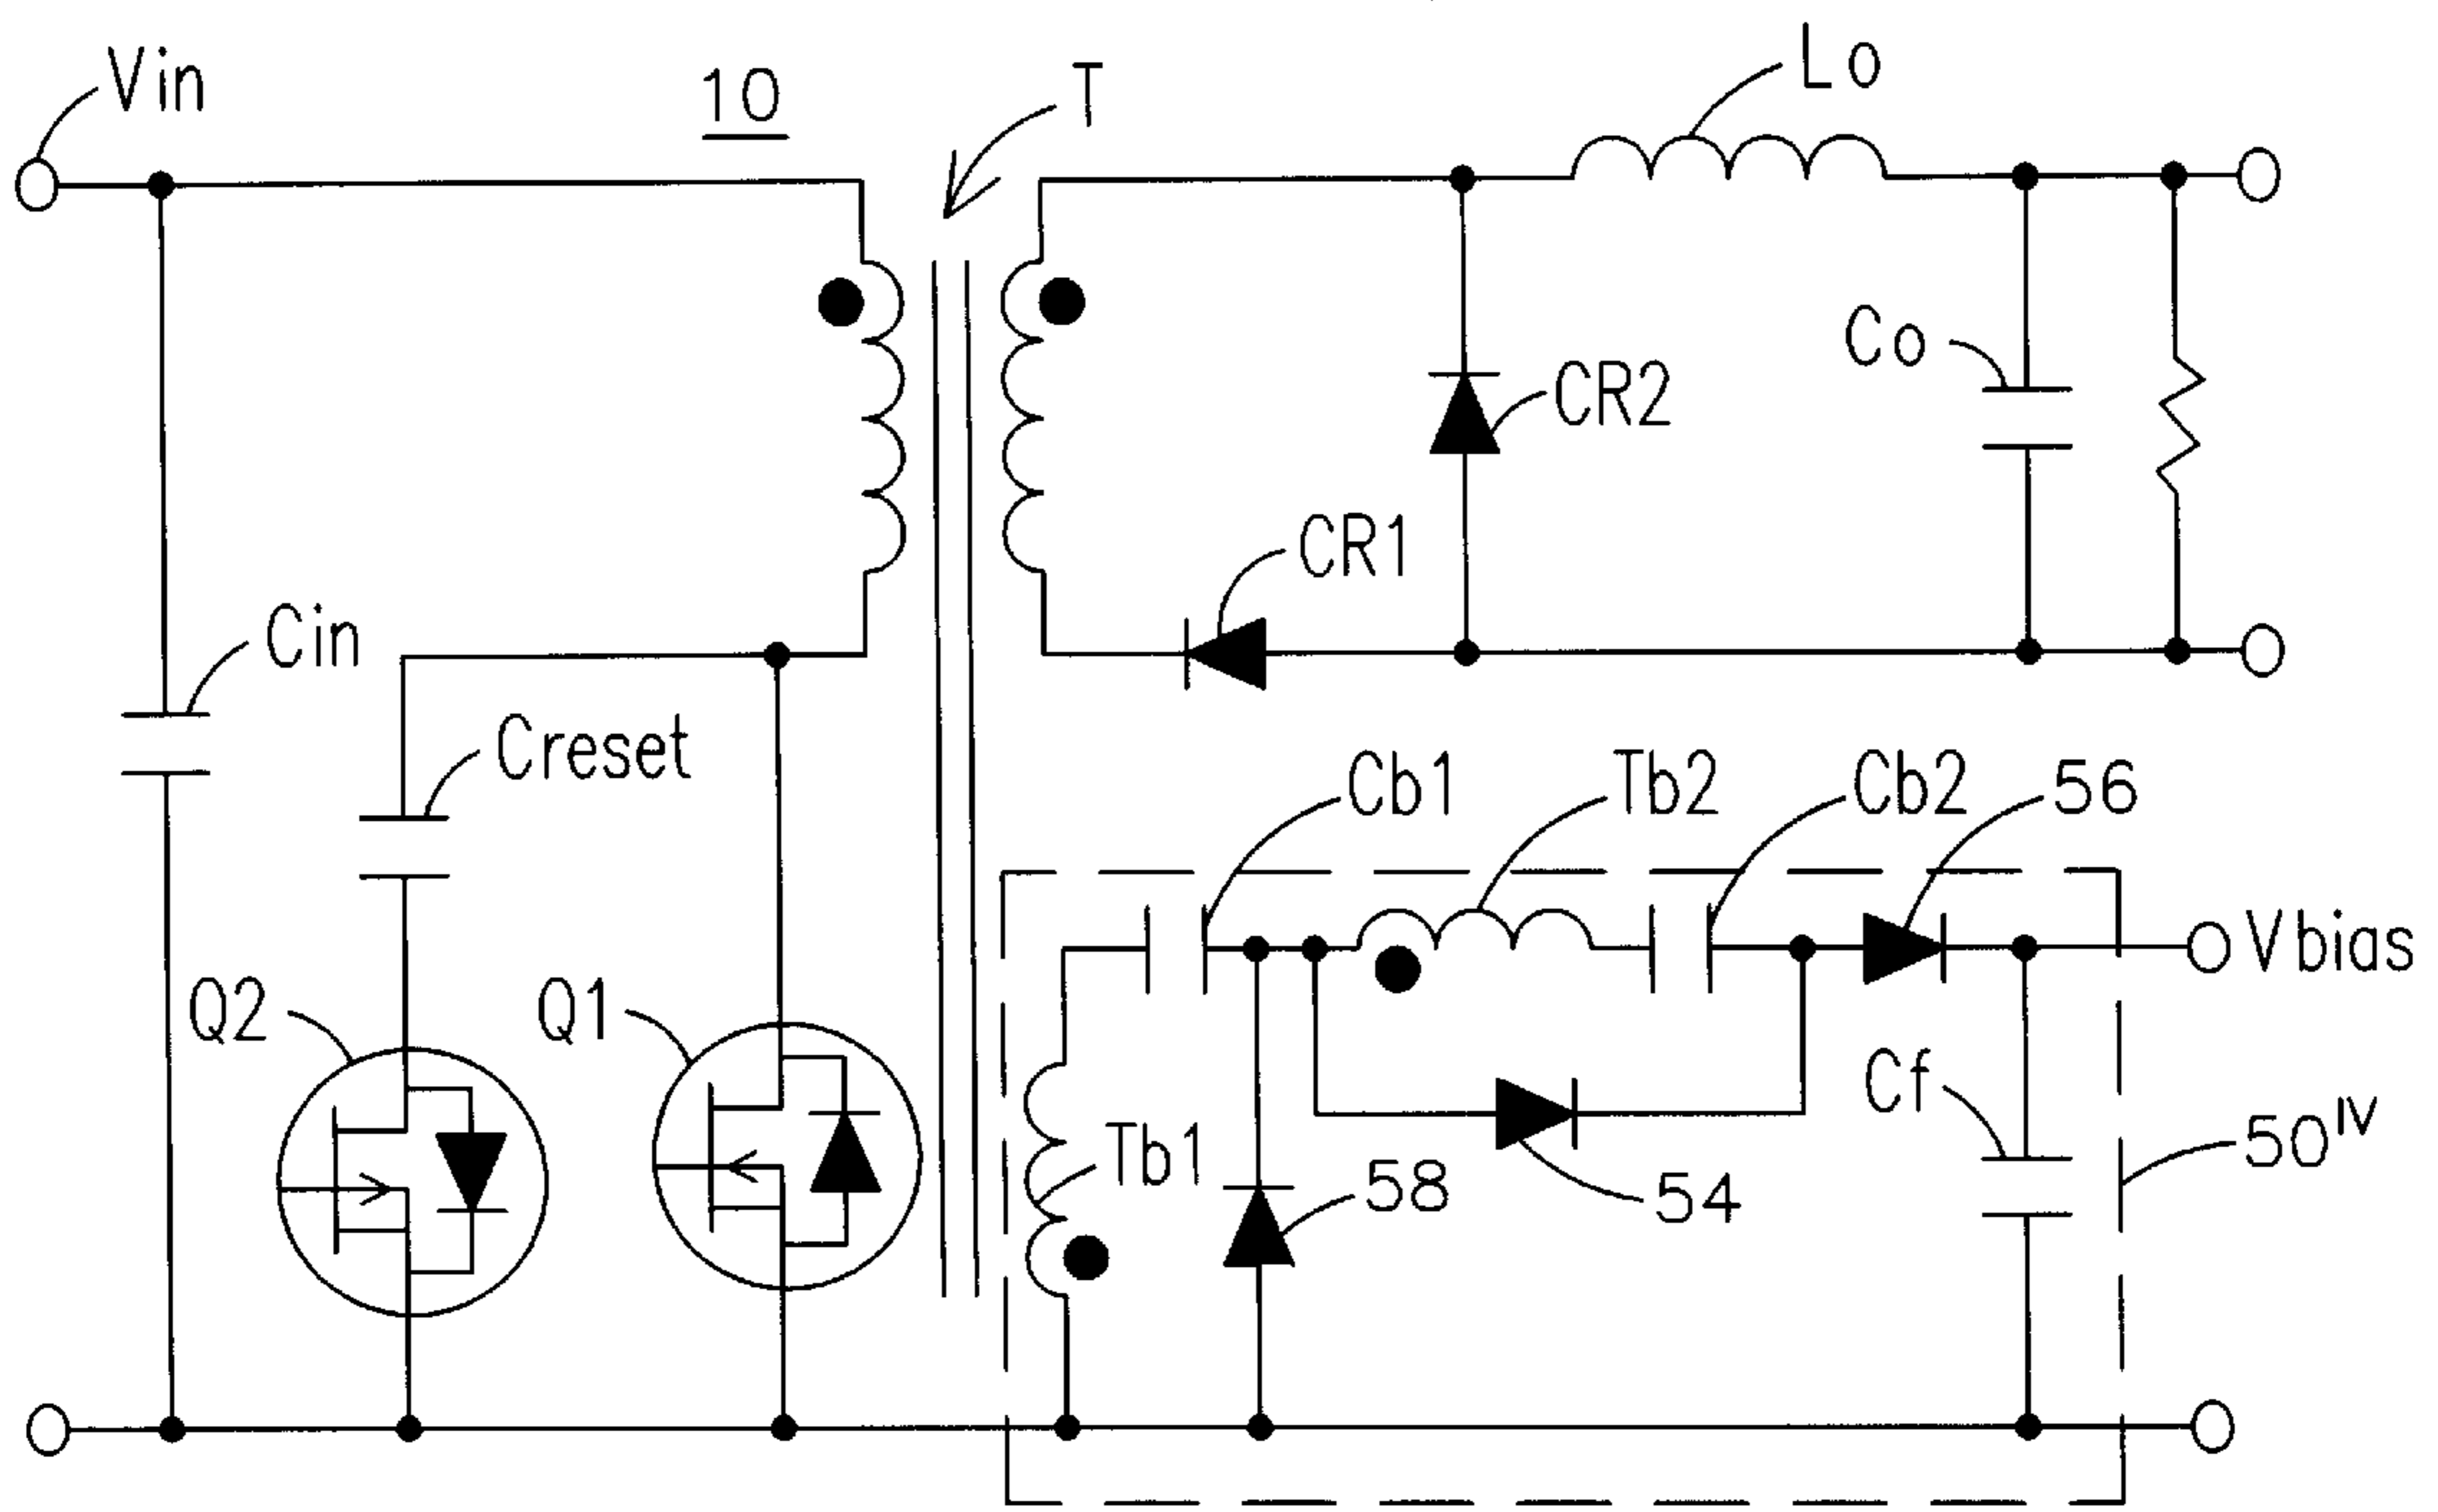 Vin
10
T
Lo
Co
CR2
CR1
Cin
Creset
Cb1
Tb2
Cb2
56
Vbias
Q2
Q1
Cf
50IV
Tb1
58
54